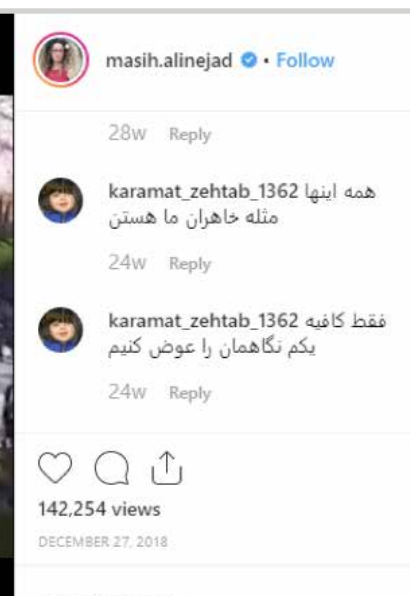 masih.alinejad • Follow
28w Reply
karamat_zehtab_1362 همه اینها
مثله خاهران ما هستن
24w Reply
karamat_zehtab_1362 فقط کافیه
یکم نگاهمان را عوض کنیم
24w Reply
142,254 views
DECEMBER 27, 2018